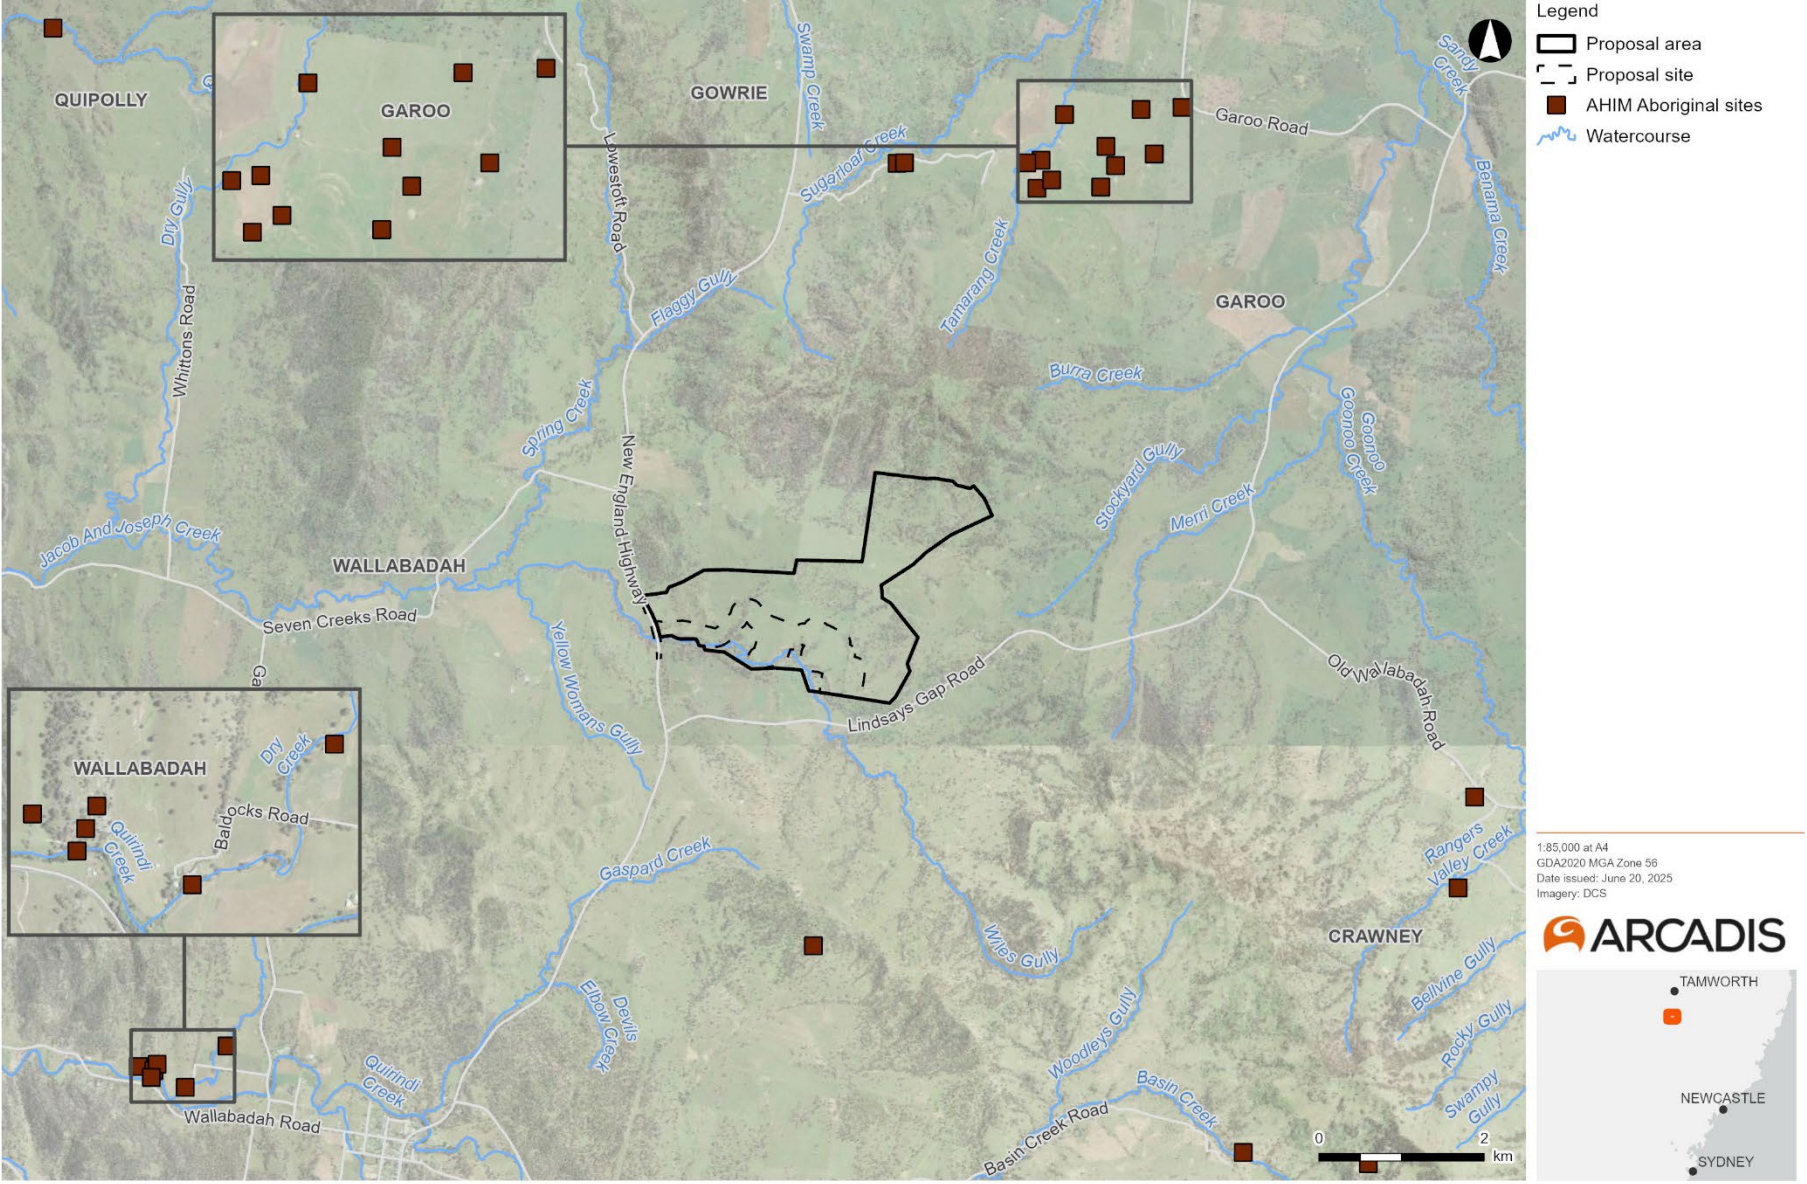 Legend
Proposal area
Proposal site
AHIM Aboriginal sites
Watercourse
QUIPOLLY
GAROO
GOWRIE
Swamp Creek
Sandy
Creek
Garoo Road
Sugarloaf Creek
Lowestoft Road
Benama Creek
Dry Gully
Tamarang Creek
Flaggy Gully
GAROO
Whittons Road
Burra Creek
Spring Creek
Goonoo
Goonoo Creek
New England Highway
Stockyard Gully
Merri Creek
Jacob And Joseph Creek
WALLABADAH
Seven Creeks Road
Yellow Womans Gully
Ga
Lindsays Gap Road
Old Wallabadah Road
WALLABADAH
Dry
Creek
Baldocks Road
Quirindi
Creek
Rangers
Valley Creek
Gaspard Creek
Wiles Gully
CRAWNEY
Bellvine Gully
Devils
Elbow Creek
Woodleys Gully
Rocky Gully
Quirindi
Creek
Basin Creek
Swampy
Gully
Wallabadah Road
Basin Creek Road
0 2
km
1:85,000 at A4
GDA2020 MGA Zone 56
Date issued: June 20, 2025
Imagery: DCS
ARCADIS
TAMWORTH
NEWCASTLE
SYDNEY